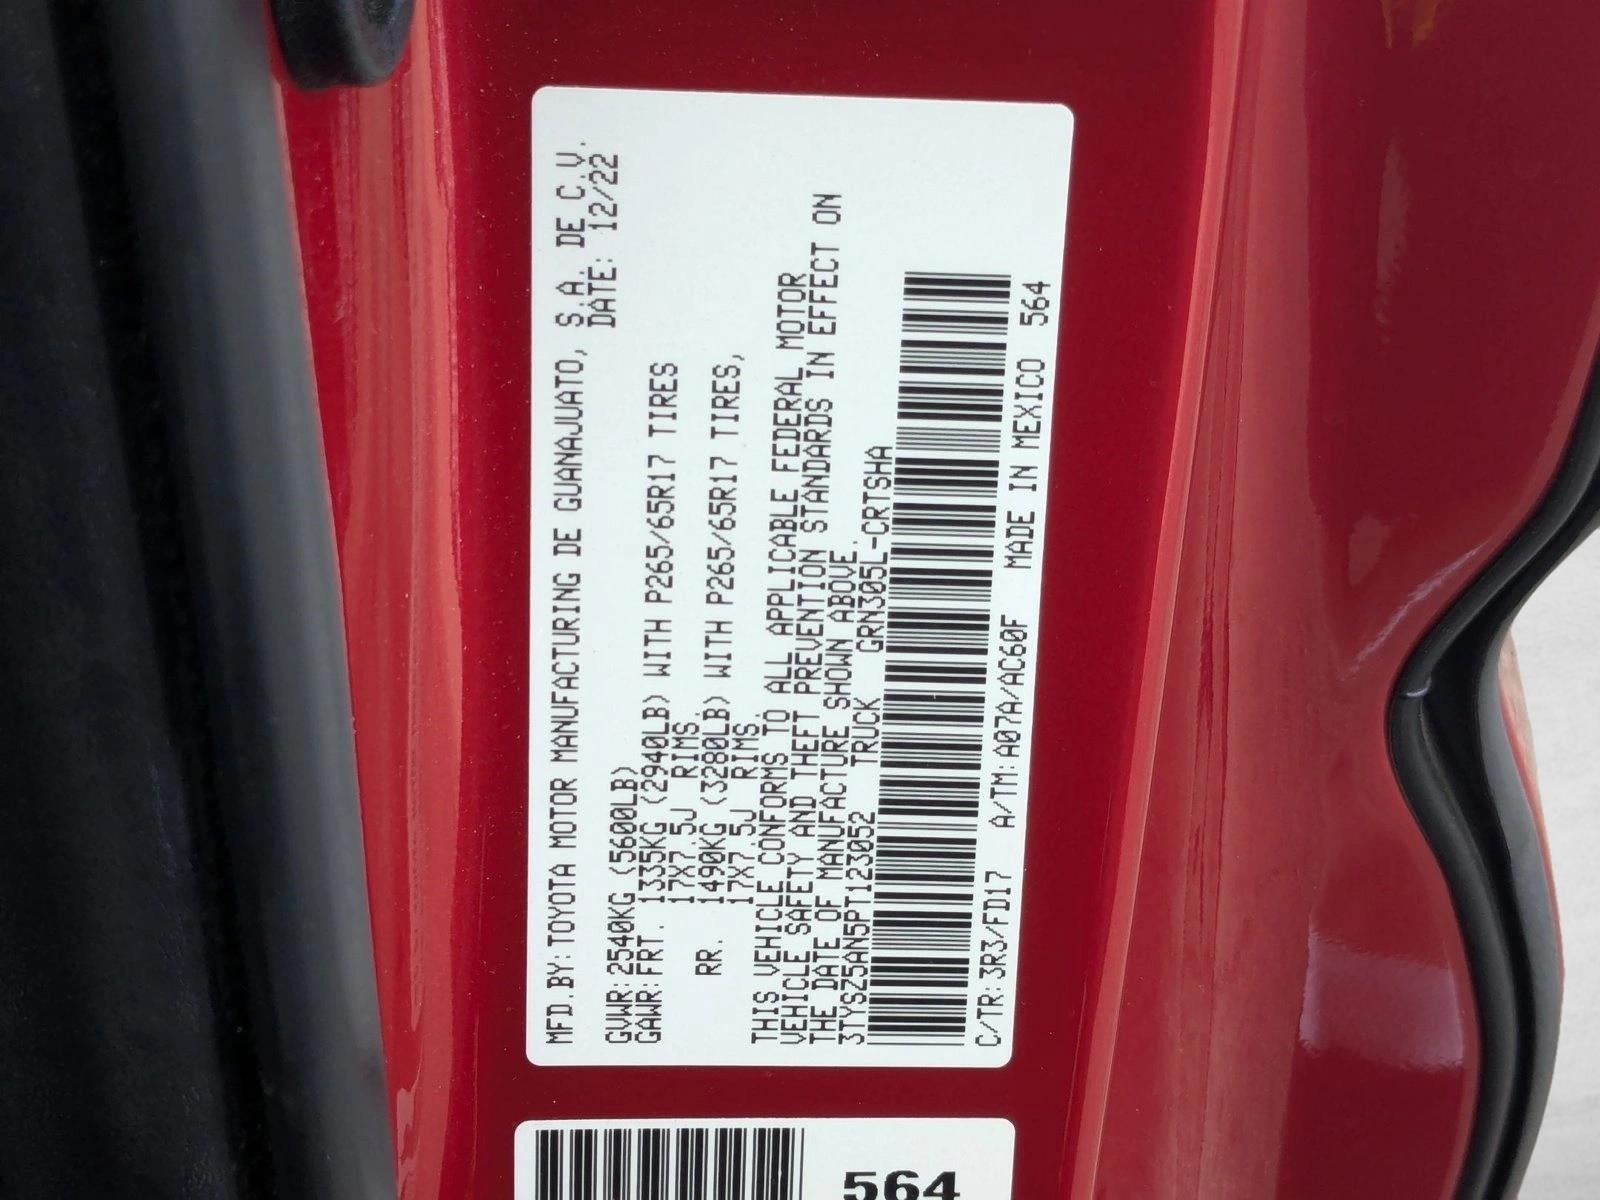 MFD.BY:TOYOTA MOTOR MANUFACTURING DE GUANAJUATO, S.A. DE C.V.
DATE: 12/22
GVWR:2540KG (5600LB)
GAWR:FRT. 1335KG (2940LB) WITH P265/65R17 TIRES
17X7.5J RIMS.
RR. 1490KG (3280LB) WITH P265/65R17 TIRES,
17X7.5J RIMS.
THIS VEHICLE CONFORMS TO ALL APPLICABLE FEDERAL MOTOR
VEHICLE SAFETY AND THEFT PREVENTION STANDARDS IN EFFECT ON
THE DATE OF MANUFACTURE SHOWN ABOVE.
3TYSZ5AN5PT123052 TRUCK GRN305L-CRTSHA
C/TR:3R3/FD17 A/TM:A07A/AC60F MADE IN MEXICO 564
564